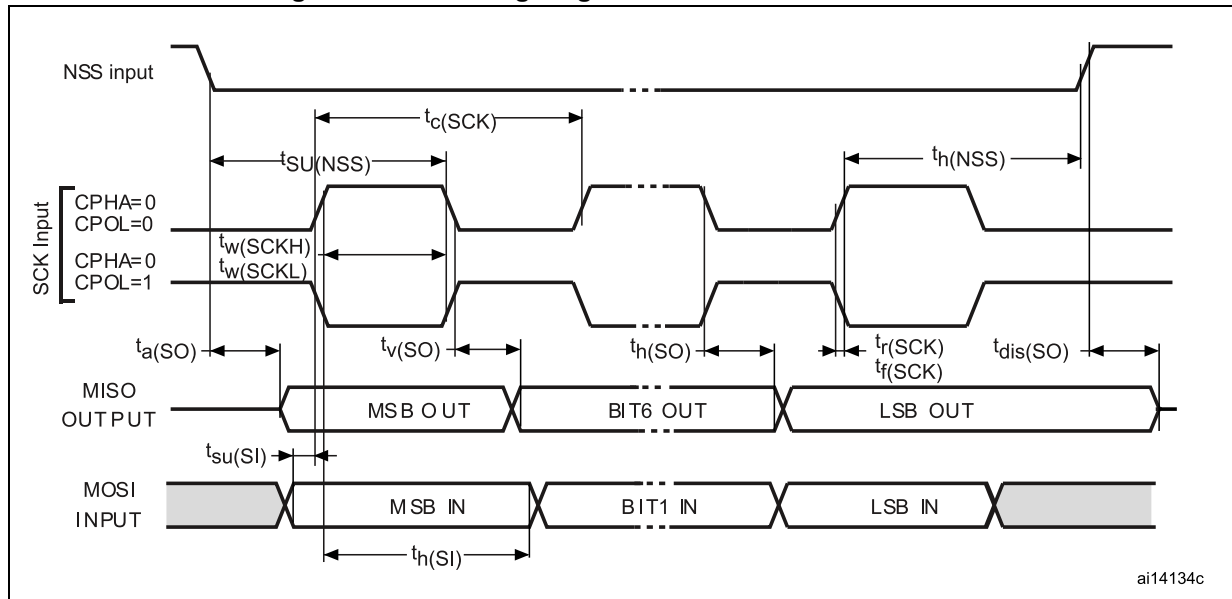 NSS input
tc(SCK)
tSU(NSS)
th(NSS)
SCK Input
CPHA=0
CPOL=0
tw(SCKH)
CPHA=0
tw(SCKL)
CPOL=1
ta(SO)
tv(SO)
th(SO)
tr(SCK)
tf(SCK)
tdis(SO)
MISO
OUTPUT
MSB OUT
BIT6 OUT
LSB OUT
tsu(SI)
MOSI
INPUT
MSB IN
BIT1 IN
LSB IN
th(SI)
ai14134c